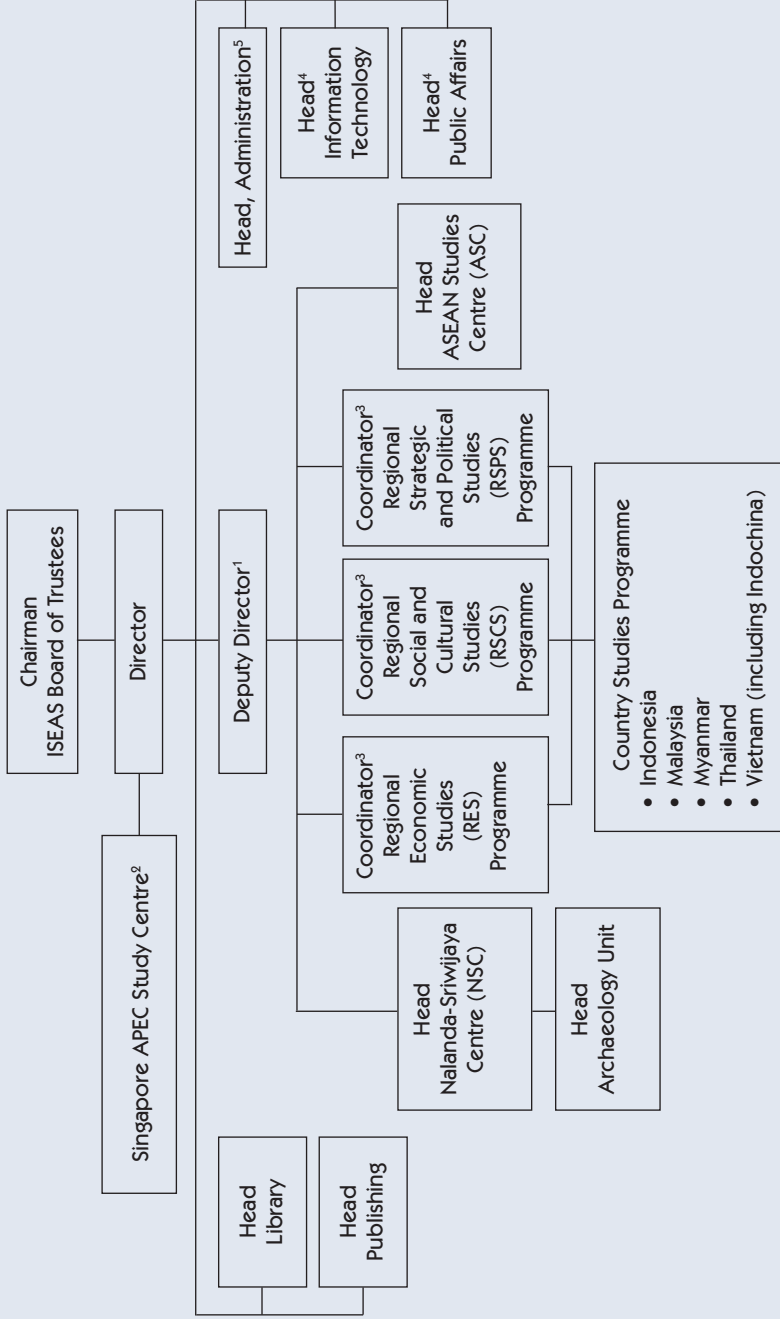 Chairman
ISEAS Board of Trustees
Singapore APEC Study Centre²
Director
Deputy Director¹
Head
Library
Head
Publishing
Head, Administration⁵
Head⁴
Information
Technology
Head⁴
Public Affairs
Head
Nalanda-Sriwijaya
Centre (NSC)
Head
Archaeology Unit
Coordinator³
Regional
Economic
Studies
(RES)
Programme
Coordinator³
Regional
Social and
Cultural
Studies
(RSCS)
Programme
Coordinator³
Regional
Strategic
and Political
Studies
(RSPS)
Programme
Head
ASEAN Studies
Centre (ASC)
Country Studies Programme
• Indonesia
• Malaysia
• Myanmar
• Thailand
• Vietnam (including Indochina)